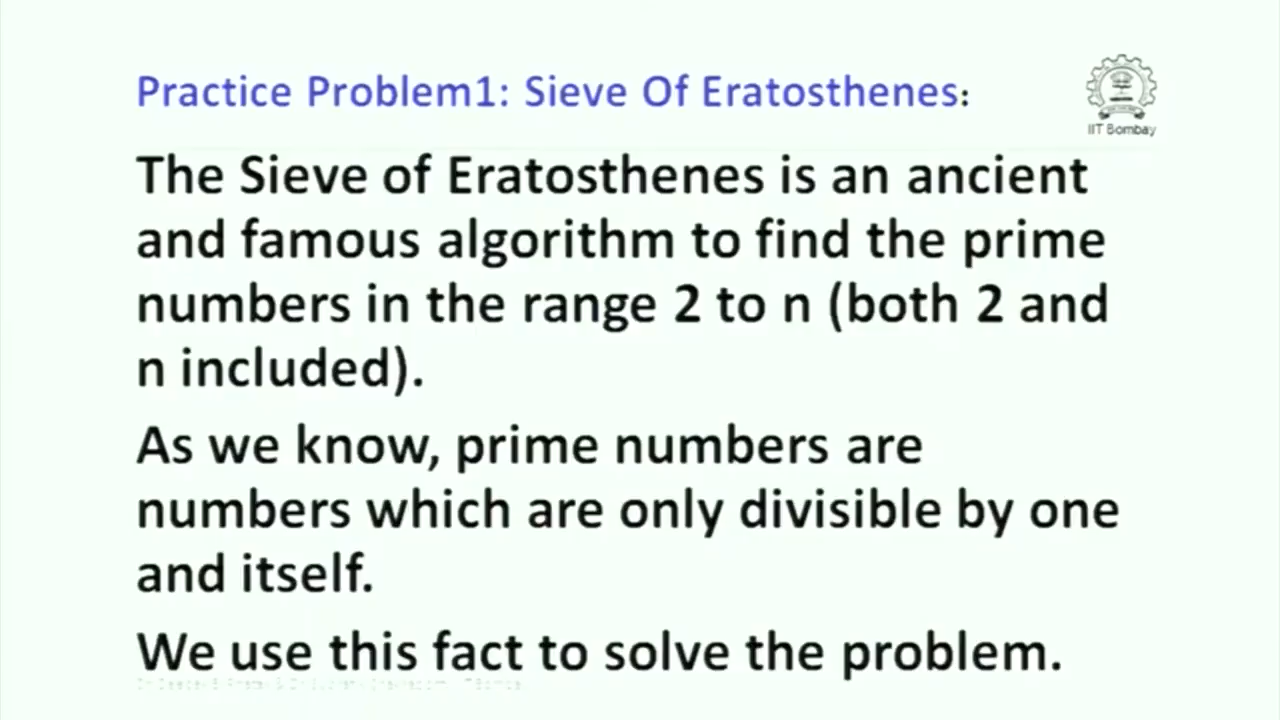 Practice Problem1: Sieve Of Eratosthenes:
IIT Bombay
The Sieve of Eratosthenes is an ancient
and famous algorithm to find the prime
numbers in the range 2 to n (both 2 and
n included).
As we know, prime numbers are
numbers which are only divisible by one
and itself.
We use this fact to solve the problem.